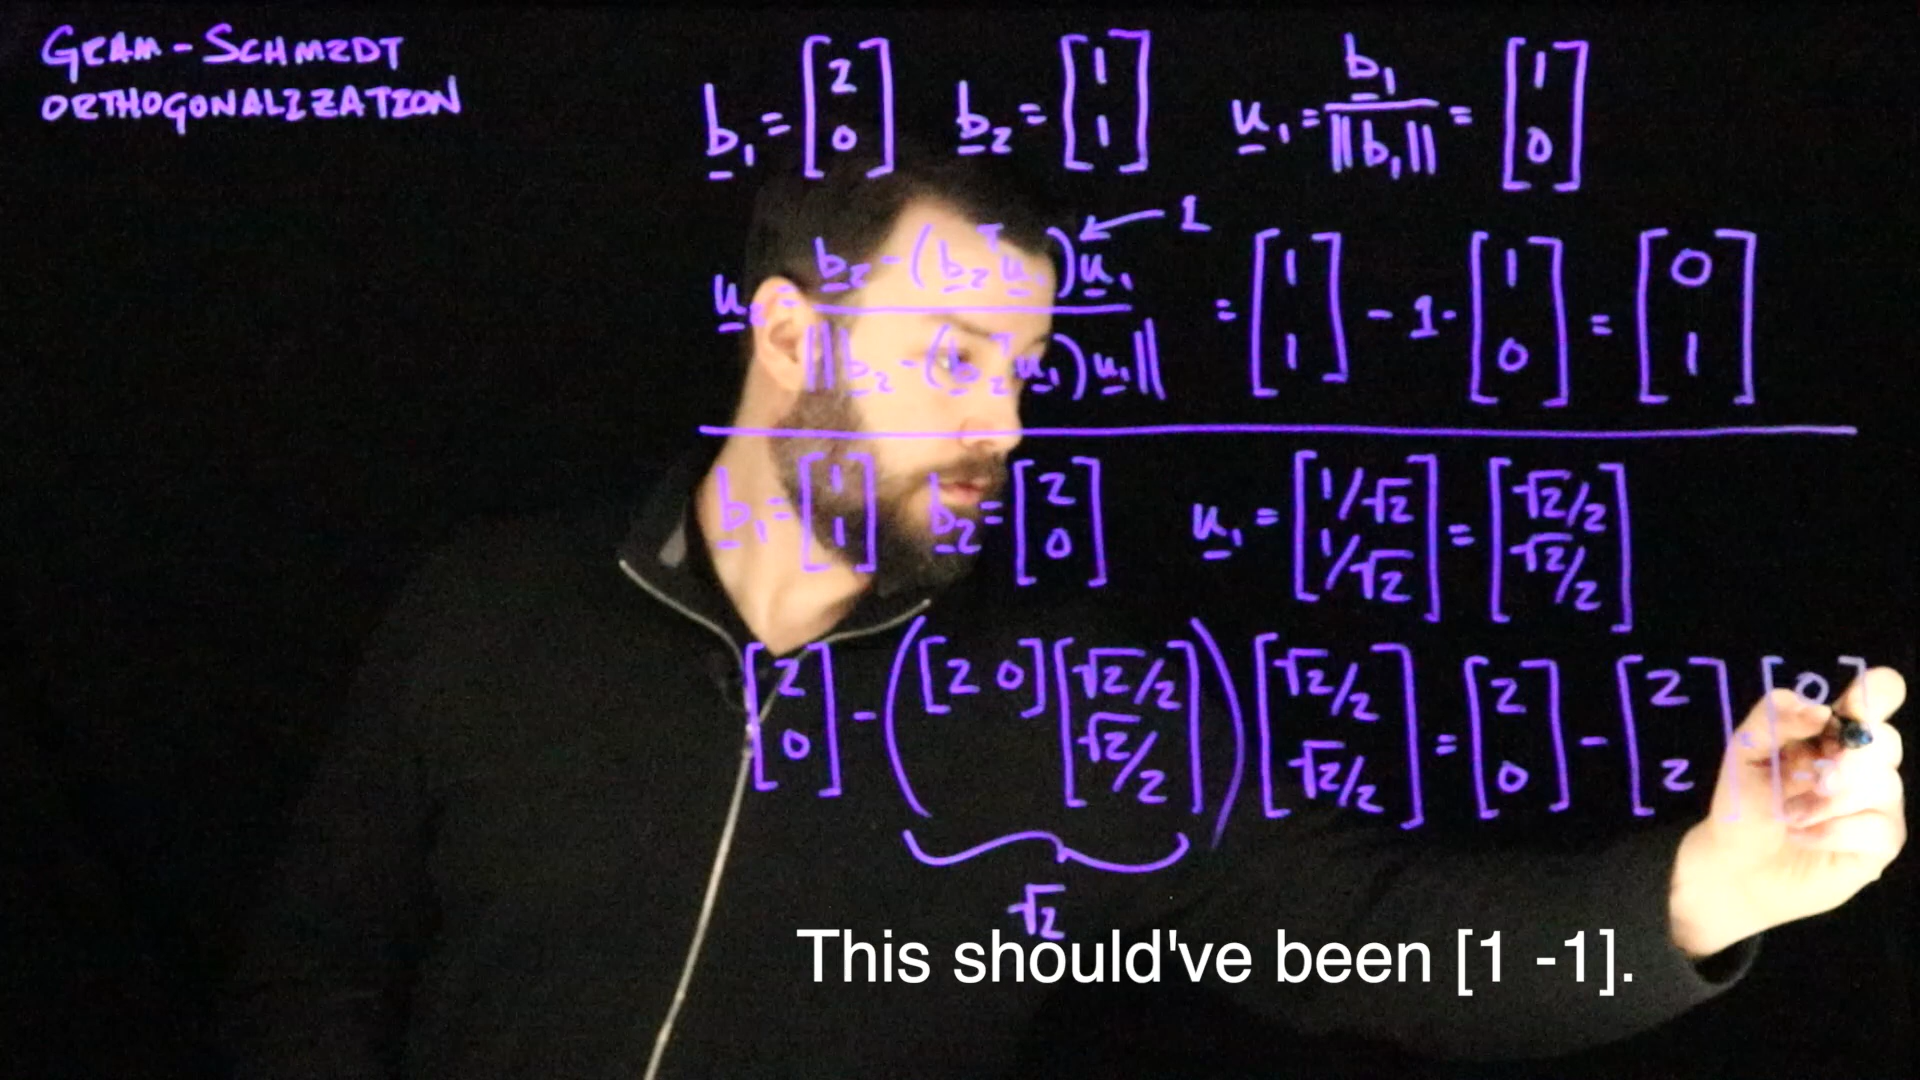 GRAM-SCHMIDT
ORTHOGONALIZATION
b₁ = [2 0] b₂ = [1 1] u₁ = b₁/||b₁|| = [1 0]
u₂ = (b₂ - (b₂ᵀu₁)u₁) / ||b₂ - (b₂ᵀu₁)u₁|| ← 1 = [1 1] - 1· [1 0] = [0 1]
b₁ = [1 1] b₂ = [2 0] u₁ = [1/√2 1/√2] = [√2/2 √2/2]
[2 0] - ([2 0] [√2/2 √2/2]) [√2/2 √2/2] = [2 0] - [2 2] [0
√2
This should've been [1 -1].